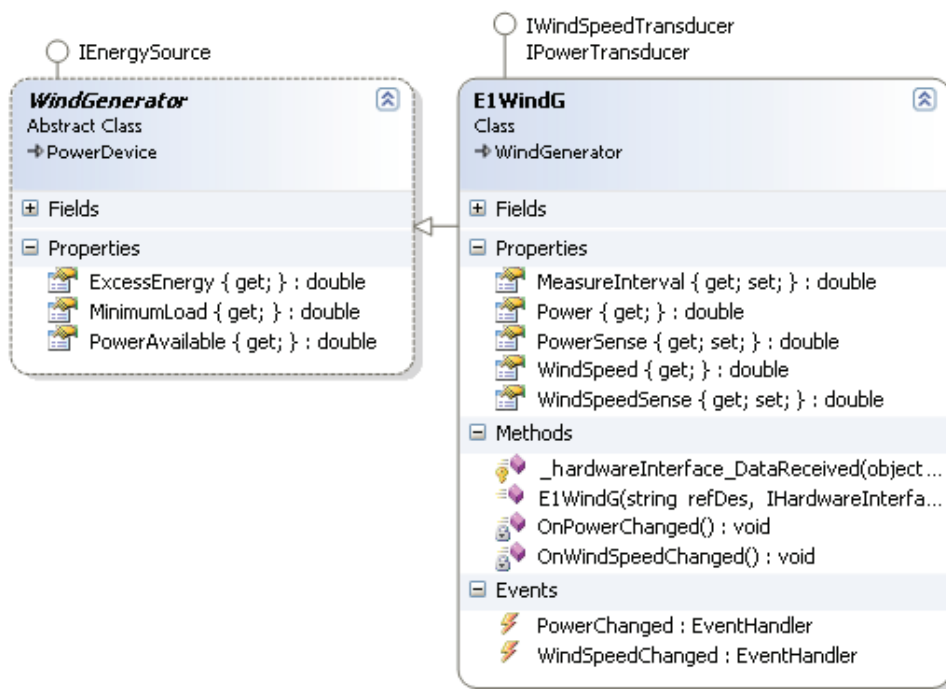 IEnergySource
WindGenerator
Abstract Class
PowerDevice
Fields
Properties
ExcessEnergy { get; } : double
MinimumLoad { get; } : double
PowerAvailable { get; } : double
IWindSpeedTransducer
IPowerTransducer
E1WindG
Class
WindGenerator
Fields
Properties
MeasureInterval { get; set; } : double
Power { get; } : double
PowerSense { get; set; } : double
WindSpeed { get; } : double
WindSpeedSense { get; set; } : double
Methods
_hardwareInterface_DataReceived(object...
E1WindG(string refDes, IHardwareInterfa...
OnPowerChanged() : void
OnWindSpeedChanged() : void
Events
PowerChanged : EventHandler
WindSpeedChanged : EventHandler